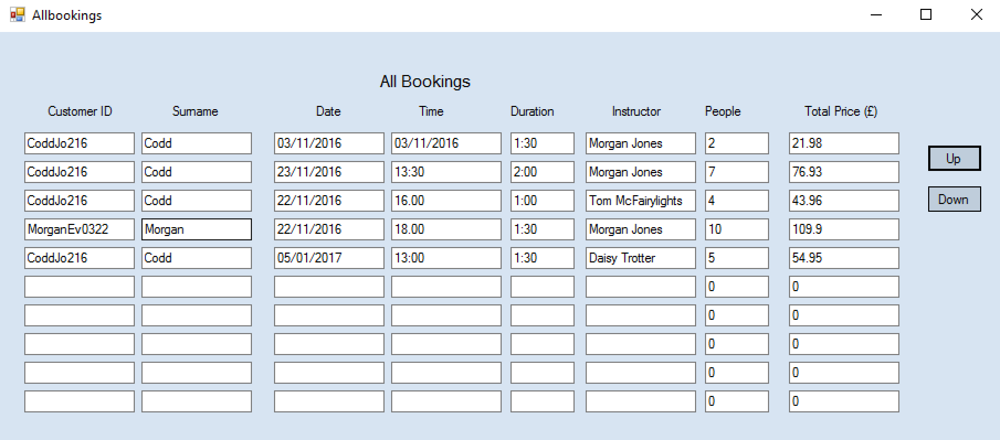 Allbookings
All Bookings
Customer ID Surname Date Time Duration Instructor People Total Price (£)
CoddJo216 Codd 03/11/2016 03/11/2016 1:30 Morgan Jones 2 21.98
Up
CoddJo216 Codd 23/11/2016 13:30 2:00 Morgan Jones 7 76.93
CoddJo216 Codd 22/11/2016 16.00 1:00 Tom McFairylights 4 43.96
Down
MorganEv0322 Morgan 22/11/2016 18.00 1:30 Morgan Jones 10 109.9
CoddJo216 Codd 05/01/2017 13:00 1:30 Daisy Trotter 5 54.95
0 0
0 0
0 0
0 0
0 0